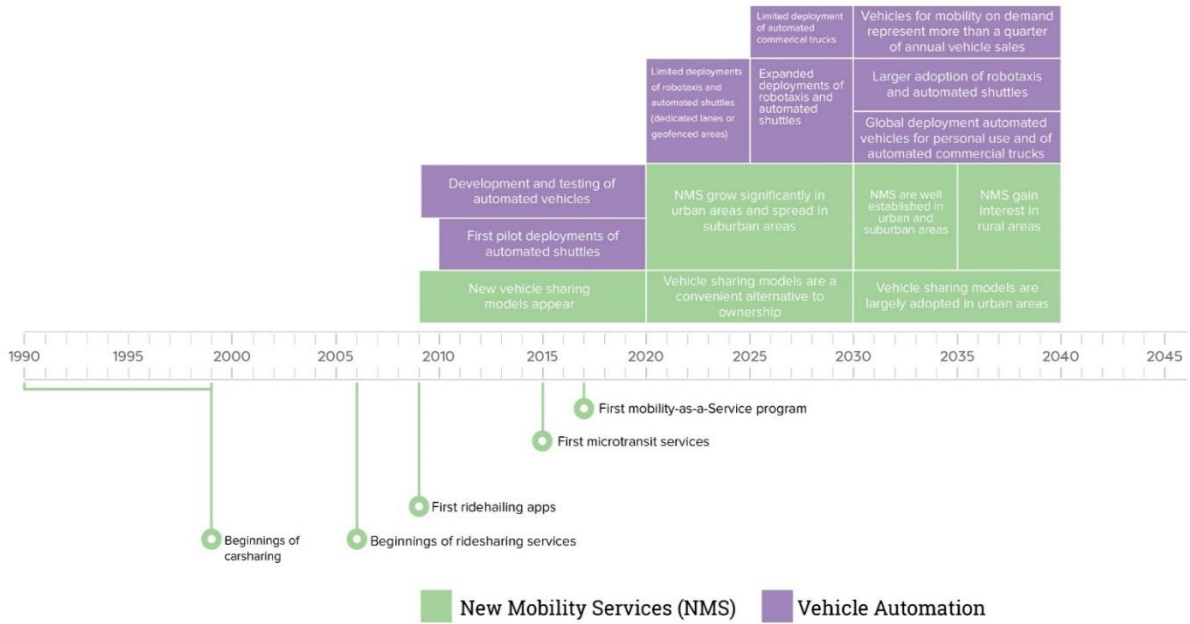 Limited deployment
of automated
commerical trucks
Vehicles for mobility on demand
represent more than a quarter
of annual vehicle sales
Limited deployments
of robotaxis and
automated shuttles
(dedicated lanes or
geofenced areas)
Expanded
deployments of
robotaxis and
automated
shuttles
Larger adoption of robotaxis
and automated shuttles
Global deployment automated
vehicles for personal use and of
automated commercial trucks
Development and testing of
automated vehicles
First pilot deployments of
automated shuttles
NMS grow significantly in
urban areas and spread in
suburban areas
NMS are well
established in
urban and
suburban areas
NMS gain
interest in
rural areas
New vehicle sharing
models appear
Vehicle sharing models are a
convenient alternative to
ownership
Vehicle sharing models are
largely adopted in urban areas
1990 1995 2000 2005 2010 2015 2020 2025 2030 2035 2040 2045
First mobility-as-a-Service program
First microtransit services
First ridehailing apps
Beginnings of
carsharing
Beginnings of ridesharing services
New Mobility Services (NMS) Vehicle Automation